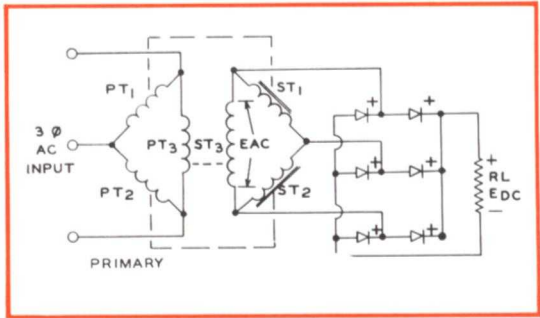 ST1
PT1
3 Ø
AC
INPUT
PT3
ST3
EAC
PT2
ST2
PRIMARY
+
+
+
+
+
+
+
RL
EDC
−